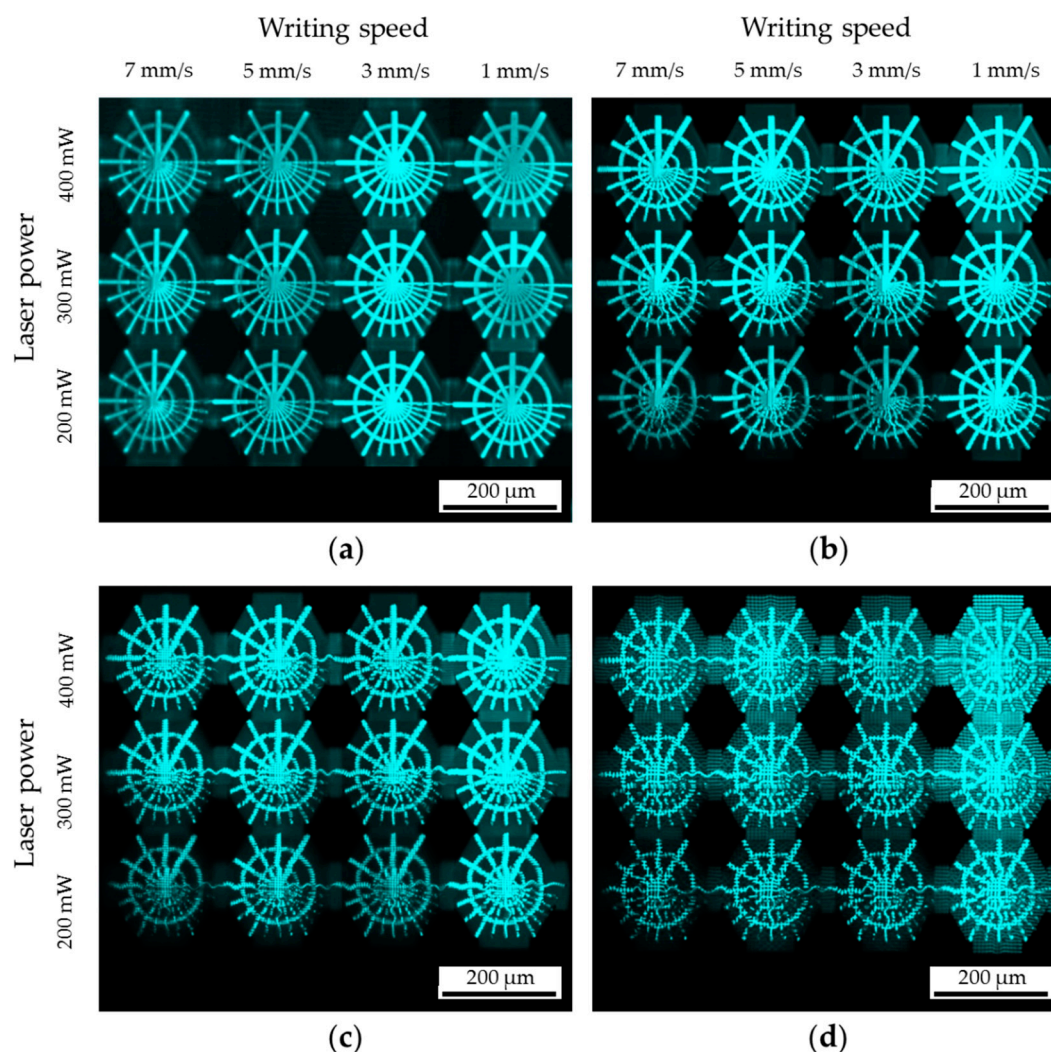 Writing speed
Writing speed
7 mm/s 5 mm/s 3 mm/s 1 mm/s
7 mm/s 5 mm/s 3 mm/s 1 mm/s
Laser power
400 mW
300 mW
200 mW
200 µm
200 µm
(a)
(b)
Laser power
400 mW
300 mW
200 mW
200 µm
200 µm
(c)
(d)